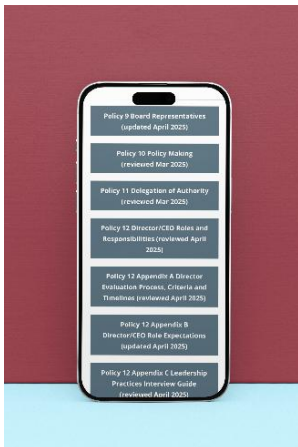 Policy 9 Board Representatives
(updated April 2025)
Policy 10 Policy Making
(reviewed Mar 2025)
Policy 11 Delegation of Authority
(reviewed Mar 2025)
Policy 12 Director/CEO Roles and
Responsibilities (reviewed April
2025)
Policy 12 Appendix A Director
Evaluation Process, Criteria and
Timelines (reviewed April 2025)
Policy 12 Appendix B
Director/CEO Role Expectations
(updated April 2025)
Policy 12 Appendix C Leadership
Practices Interview Guide
(reviewed April 2025)